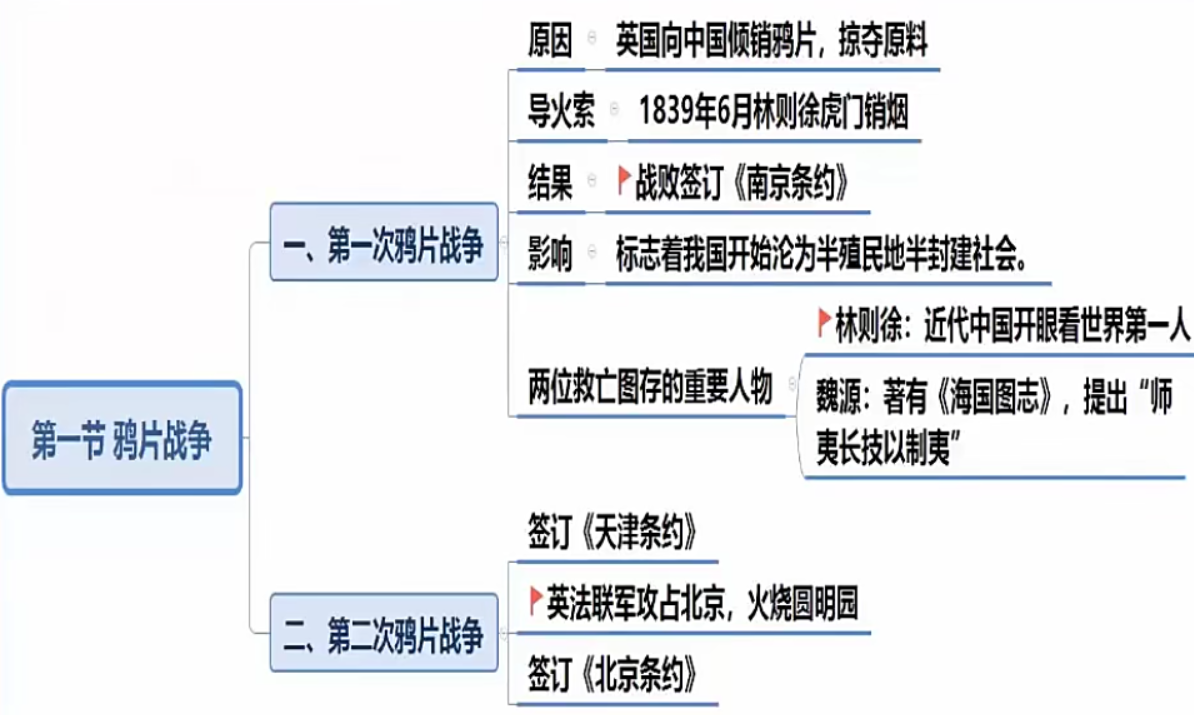 第一节 鸦片战争
一、第一次鸦片战争
原因
英国向中国倾销鸦片，掠夺原料
导火索
1839年6月林则徐虎门销烟
结果
战败签订《南京条约》
影响
标志着我国开始沦为半殖民地半封建社会。
两位救亡图存的重要人物
林则徐：近代中国开眼看世界第一人
魏源：著有《海国图志》，提出“师
夷长技以制夷”
二、第二次鸦片战争
签订《天津条约》
英法联军攻占北京，火烧圆明园
签订《北京条约》